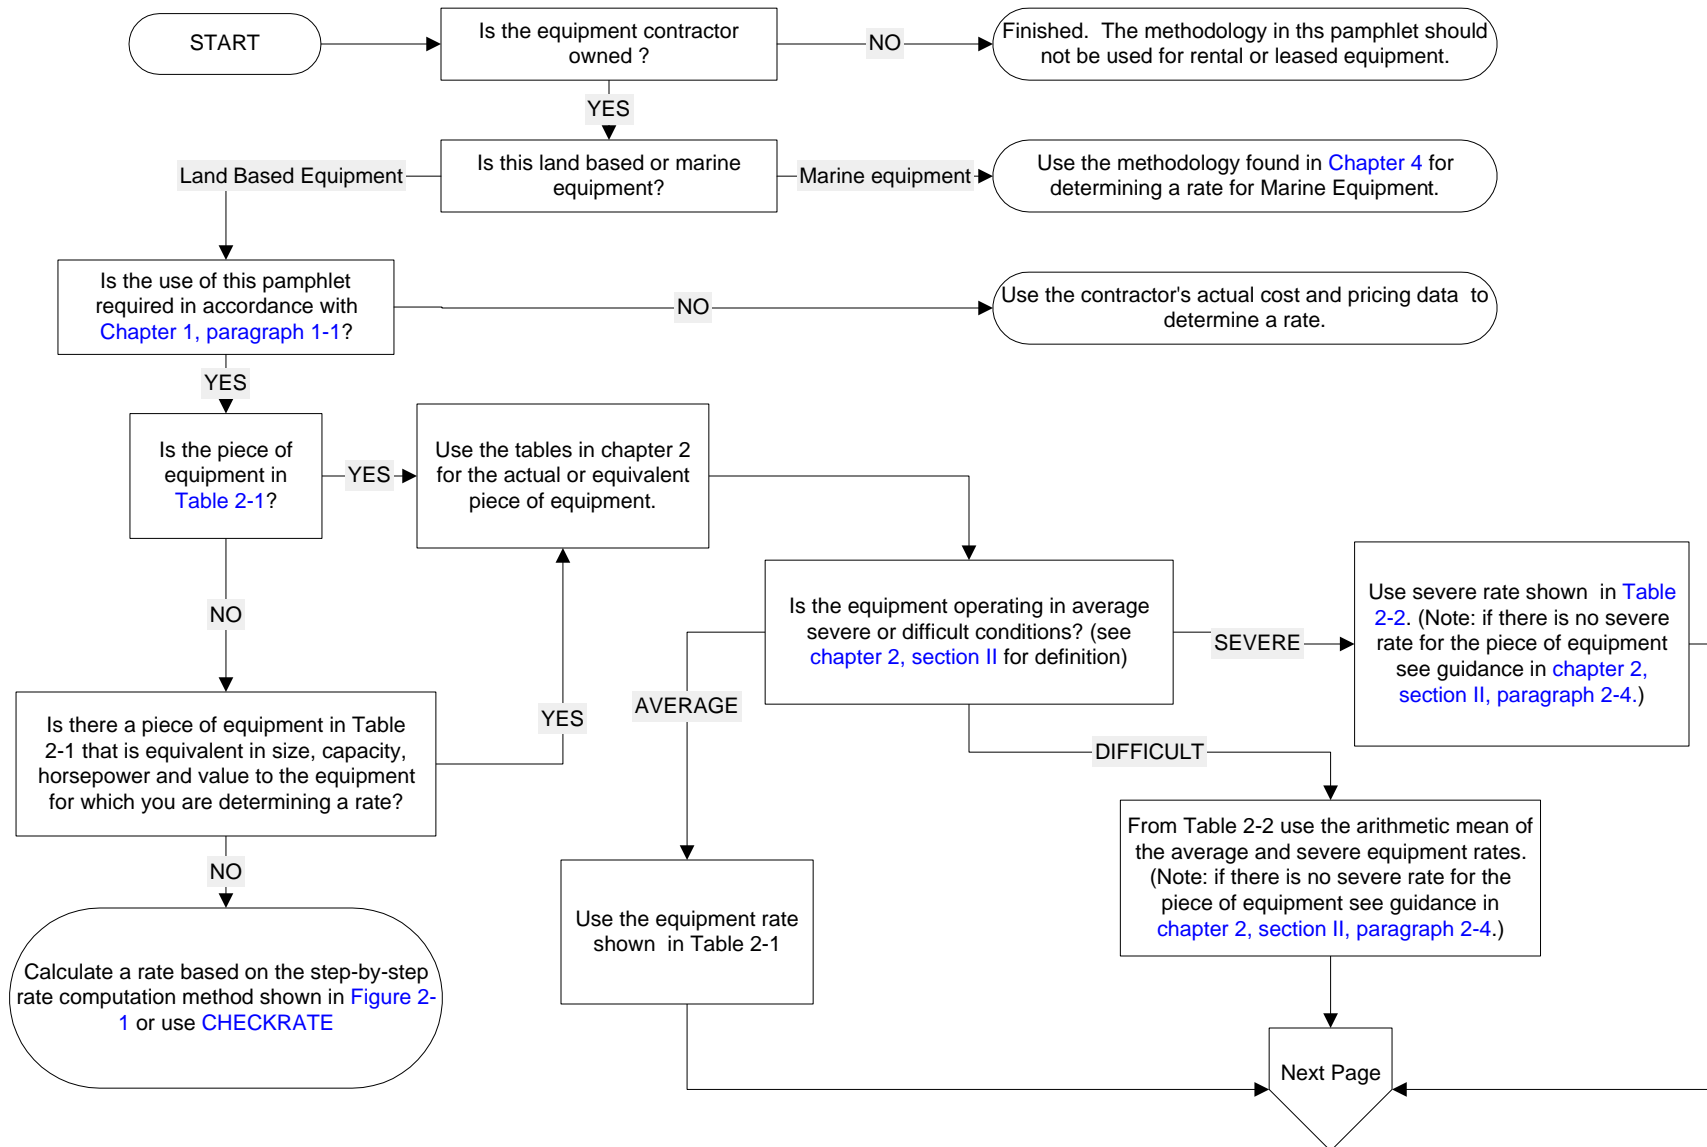 START
Is the equipment contractor
owned ?
NO
Finished.  The methodology in ths pamphlet should
not be used for rental or leased equipment.
YES
Is this land based or marine
equipment?
Land Based Equipment
Marine equipment
Use the methodology found in Chapter 4 for
determining a rate for Marine Equipment.
Is the use of this pamphlet
required in accordance with
Chapter 1, paragraph 1-1?
NO
Use the contractor's actual cost and pricing data  to
determine a rate.
YES
Is the piece of
equipment in
Table 2-1?
YES
Use the tables in chapter 2
for the actual or equivalent
piece of equipment.
NO
Is the equipment operating in average
severe or difficult conditions? (see
chapter 2, section II for definition)
SEVERE
Use severe rate shown  in Table
2-2. (Note: if there is no severe
rate for the piece of equipment
see guidance in chapter 2,
section II, paragraph 2-4.)
Is there a piece of equipment in Table
2-1 that is equivalent in size, capacity,
horsepower and value to the equipment
for which you are determining a rate?
YES
AVERAGE
DIFFICULT
From Table 2-2 use the arithmetic mean of
the average and severe equipment rates.
(Note: if there is no severe rate for the
piece of equipment see guidance in
chapter 2, section II, paragraph 2-4.)
NO
Use the equipment rate
shown  in Table 2-1
Calculate a rate based on the step-by-step
rate computation method shown in Figure 2-
1 or use CHECKRATE
Next Page